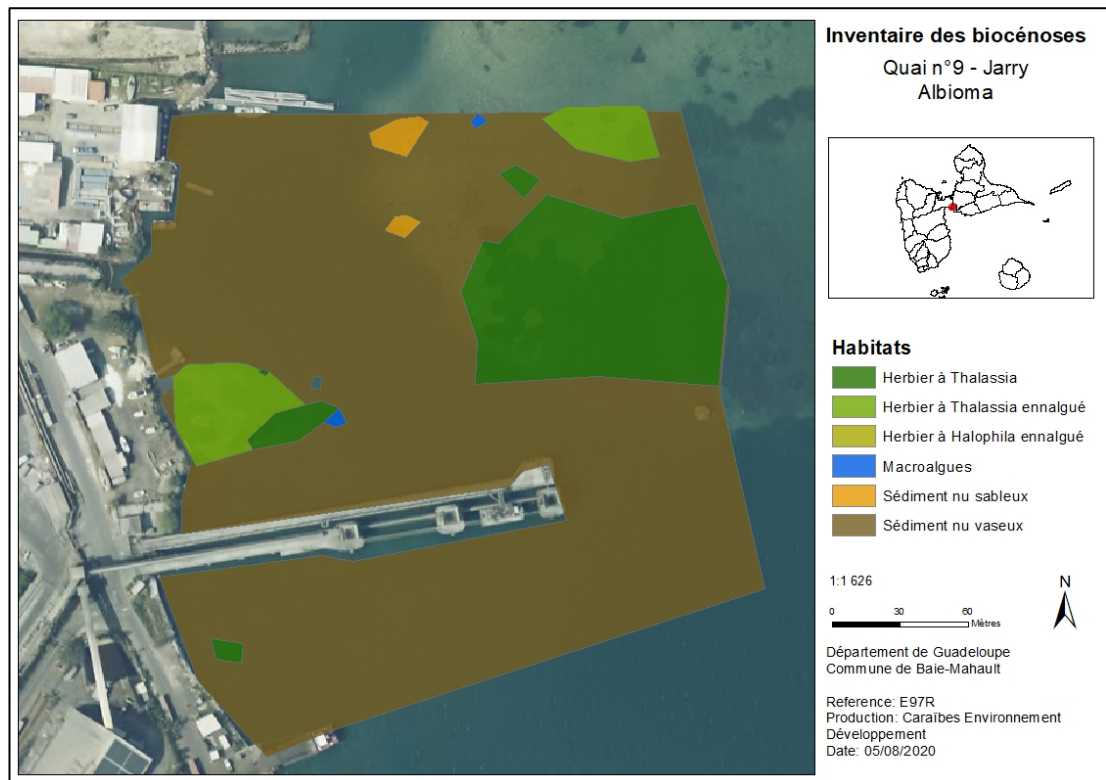 Inventaire des biocénoses
Quai n°9 - Jarry
Albioma
Habitats
Herbier à Thalassia
Herbier à Thalassia ennalgué
Herbier à Halophila ennalgué
Macroalgues
Sédiment nu sableux
Sédiment nu vaseux
1:1 626
N
0 30 60
Mètres
Département de Guadeloupe
Commune de Baie-Mahault
Reference: E97R
Production: Caraïbes Environnement
Développement
Date: 05/08/2020